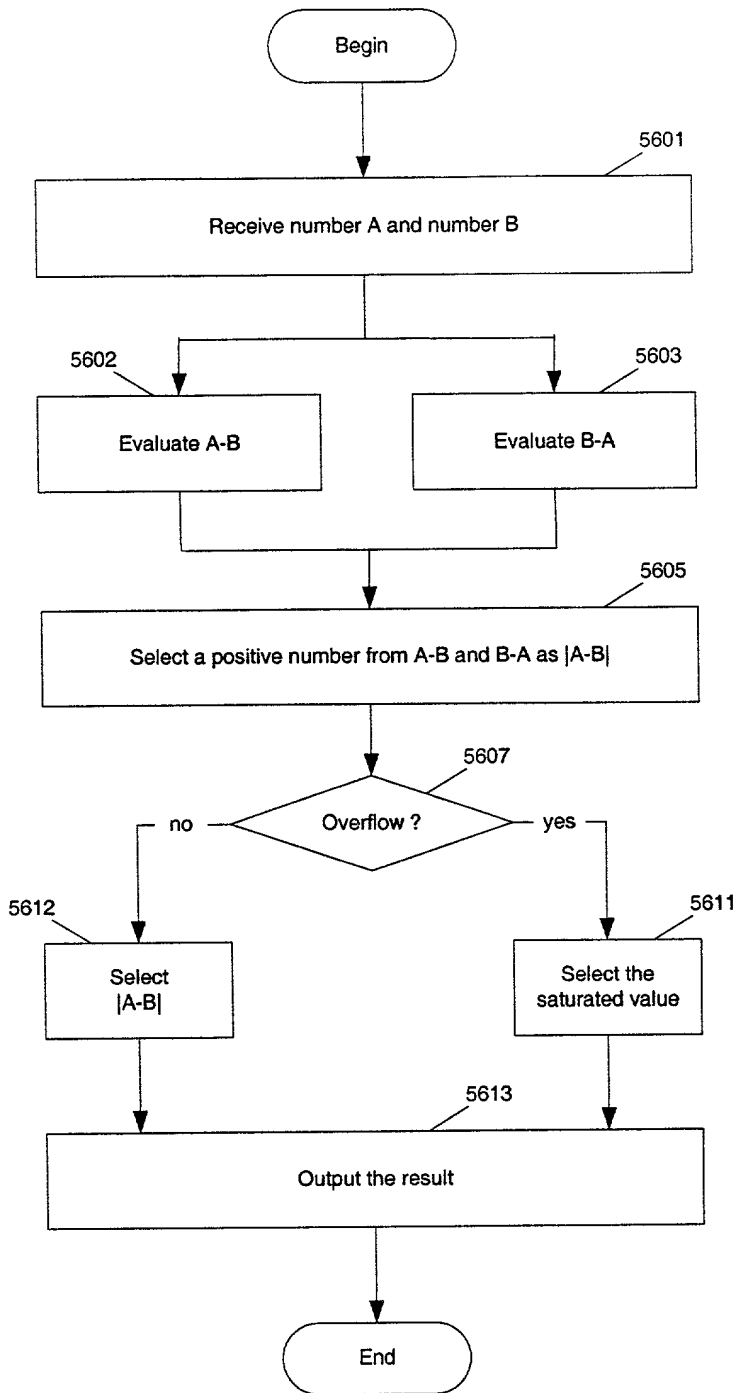 Begin
5601
Receive number A and number B
5602
5603
Evaluate A-B
Evaluate B-A
5605
Select a positive number from A-B and B-A as |A-B|
5607
no
Overflow ?
yes
5612
5611
Select
|A-B|
Select the
saturated value
5613
Output the result
End